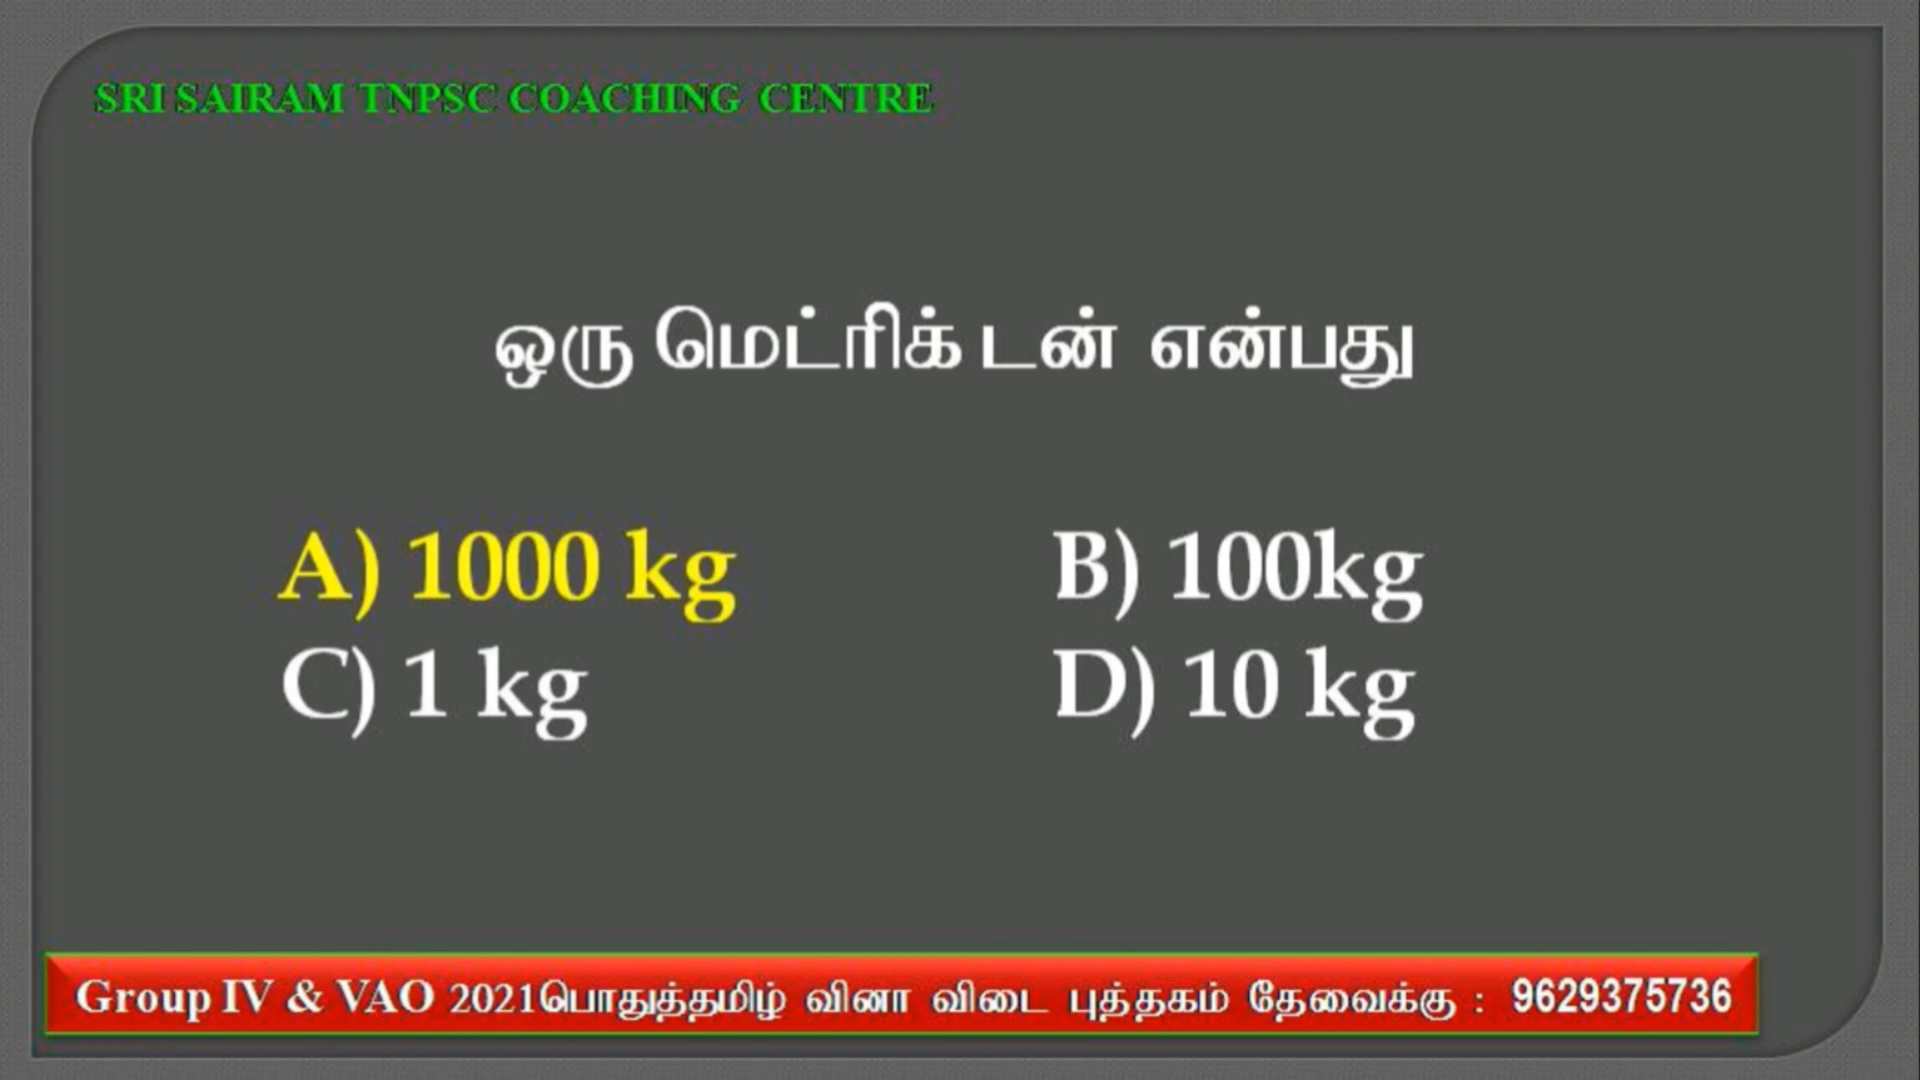 SRI SAIRAM TNPSC COACHING CENTRE
ஒரு மெட்ரிக் டன் என்பது
A) 1000 kg B) 100kg
C) 1 kg D) 10 kg
Group IV & VAO 2021பொதுத்தமிழ் வினா விடை புத்தகம் தேவைக்கு : 9629375736